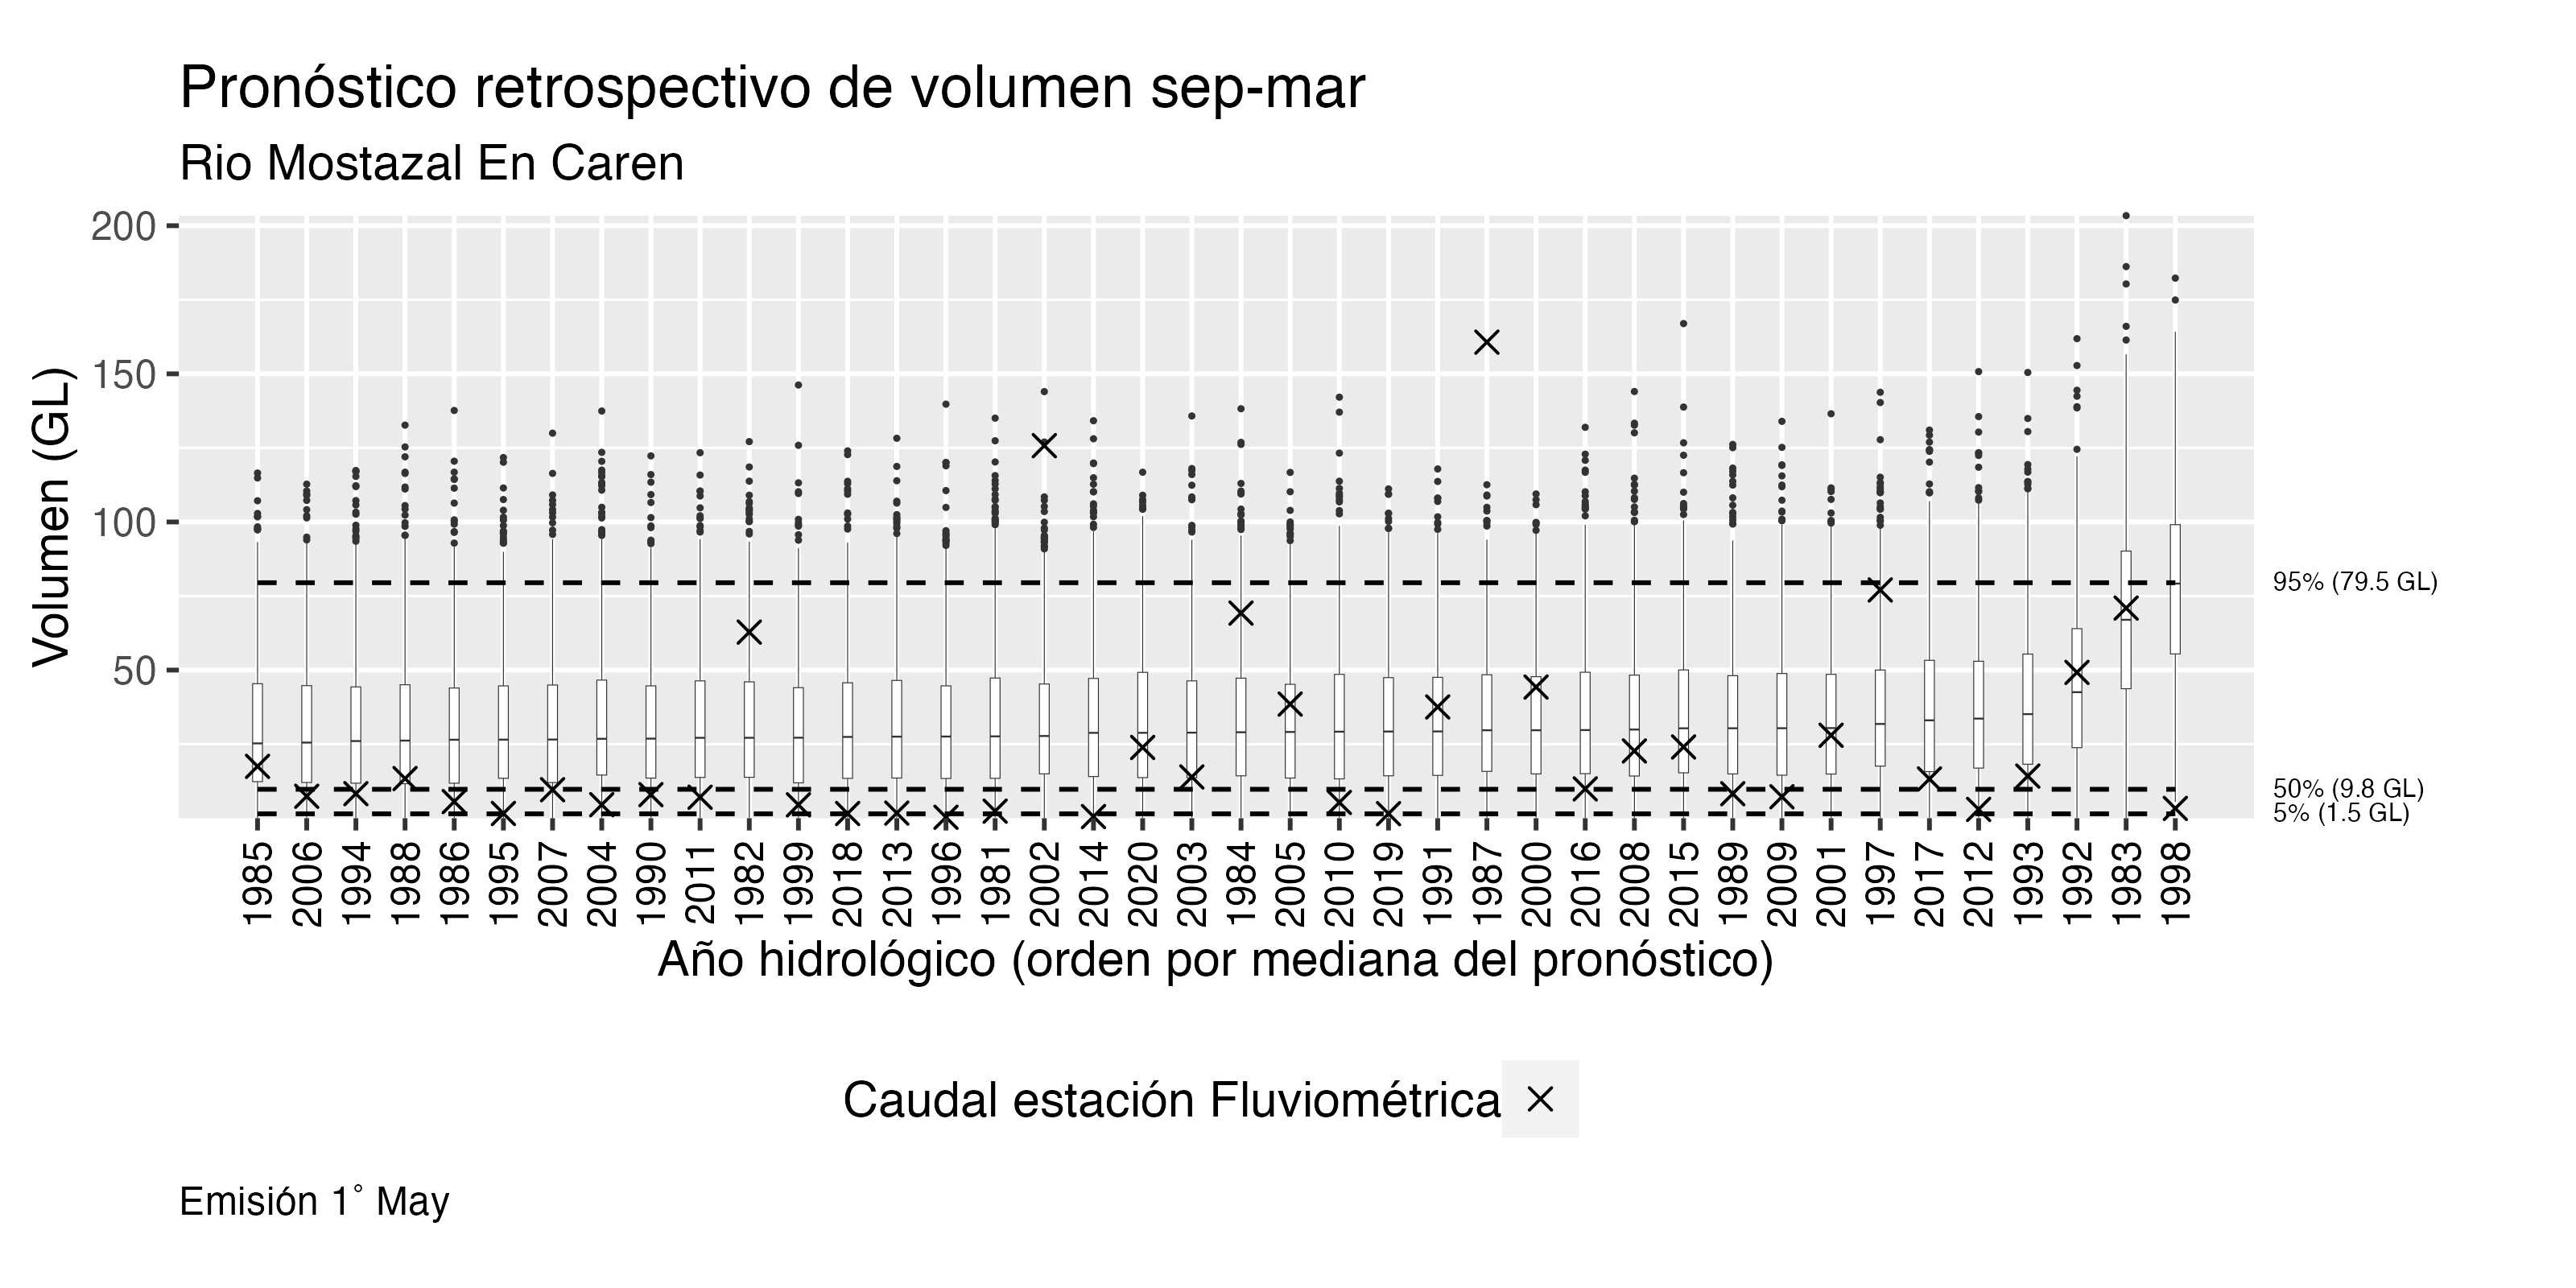 Pronóstico retrospectivo de volumen sep-mar
Rio Mostazal En Caren
Volumen (GL)
200
150
100
50
95% (79.5 GL)
50% (9.8 GL)
5% (1.5 GL)
1985 2006 1994 1988 1986 1995 2007 2004 1990 2011 1982 1999 2018 2013 1996 1981 2002 2014 2020 2003 1984 2005 2010 2019 1991 1987 2000 2016 2008 2015 1989 2009 2001 1997 2017 2012 1993 1992 1983 1998
Año hidrológico (orden por mediana del pronóstico)
Caudal estación Fluviométrica
Emisión 1° May